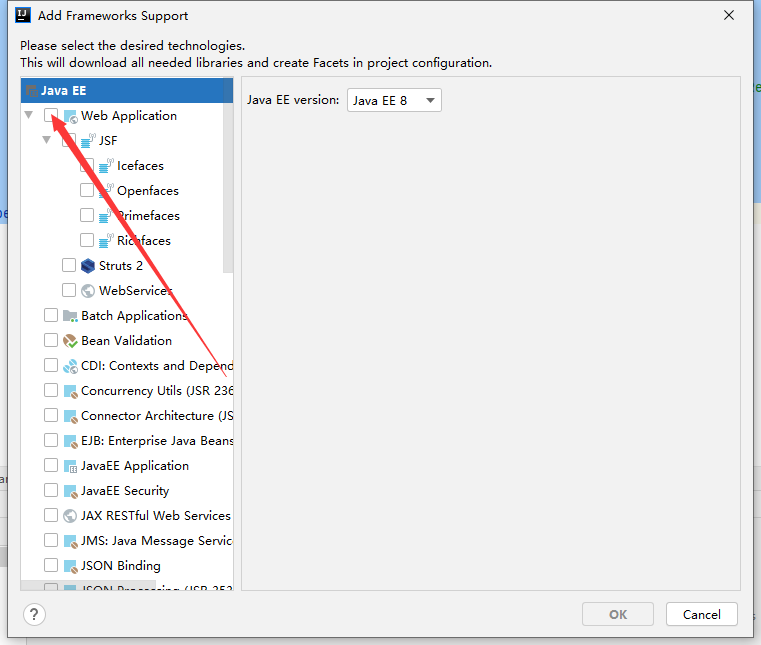 IJ Add Frameworks Support
Please select the desired technologies.
This will download all needed libraries and create Facets in project configuration.
Java EE
Java EE version: Java EE 8
Web Application
JSF
Icefaces
Openfaces
Primefaces
Richfaces
Struts 2
WebServices
Batch Applications
Bean Validation
CDI: Contexts and Depend
Concurrency Utils (JSR 236
Connector Architecture (JS
EJB: Enterprise Java Beans
JavaEE Application
JavaEE Security
JAX RESTful Web Services
JMS: Java Message Servic
JSON Binding
JSON Processing (JSR 353
? OK Cancel